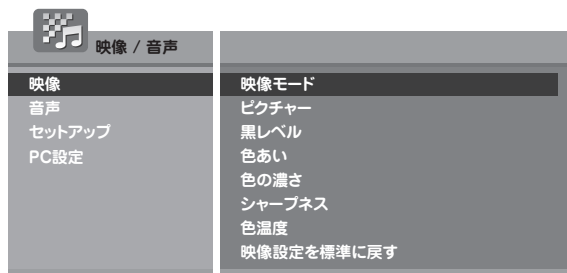 映像 / 音声
映像
音声
セットアップ
PC設定
映像モード
ピクチャー
黒レベル
色あい
色の濃さ
シャープネス
色温度
映像設定を標準に戻す